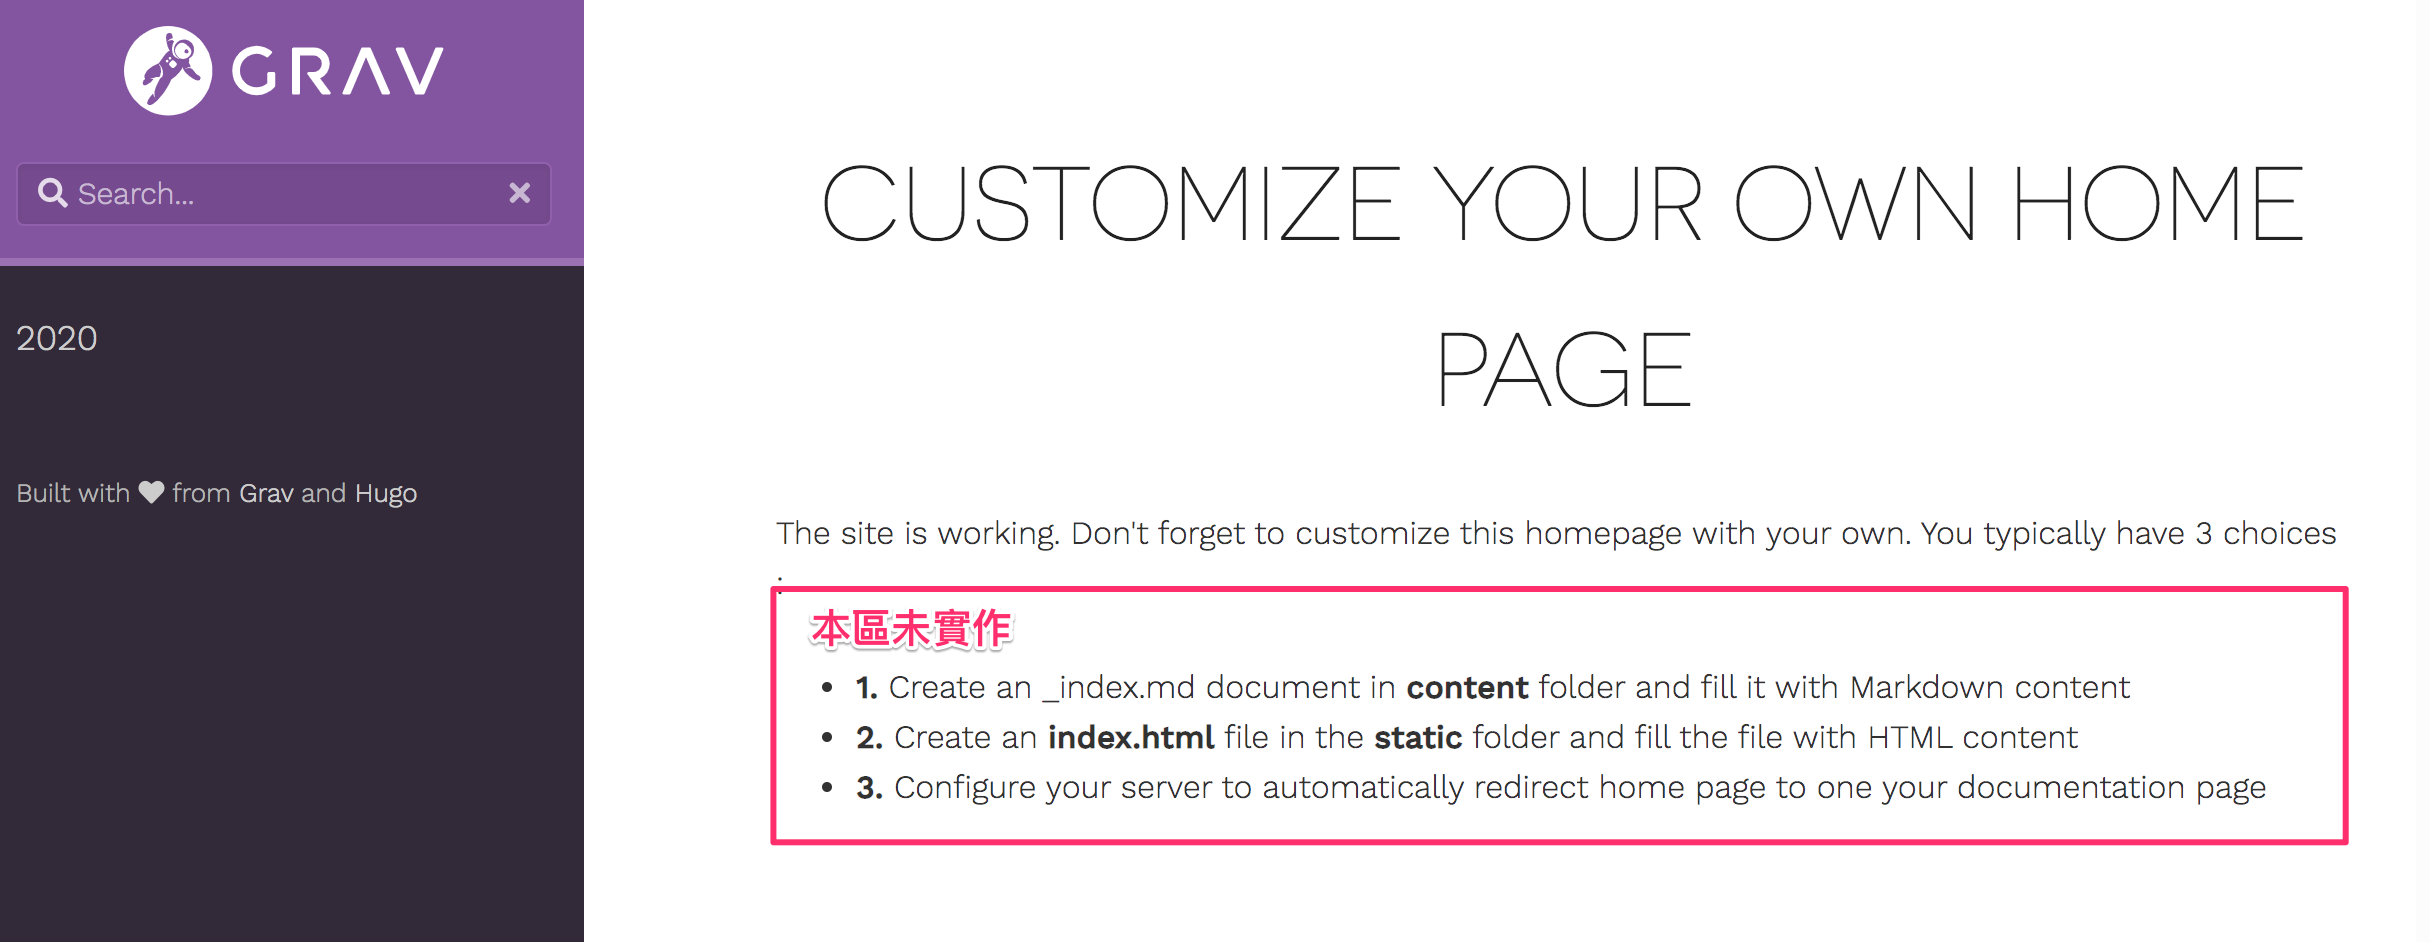 GRAV
Search...
2020
Built with from Grav and Hugo
CUSTOMIZE YOUR OWN HOME
PAGE
The site is working. Don't forget to customize this homepage with your own. You typically have 3 choices
:
本區未實作
• 1. Create an _index.md document in content folder and fill it with Markdown content
• 2. Create an index.html file in the static folder and fill the file with HTML content
• 3. Configure your server to automatically redirect home page to one your documentation page